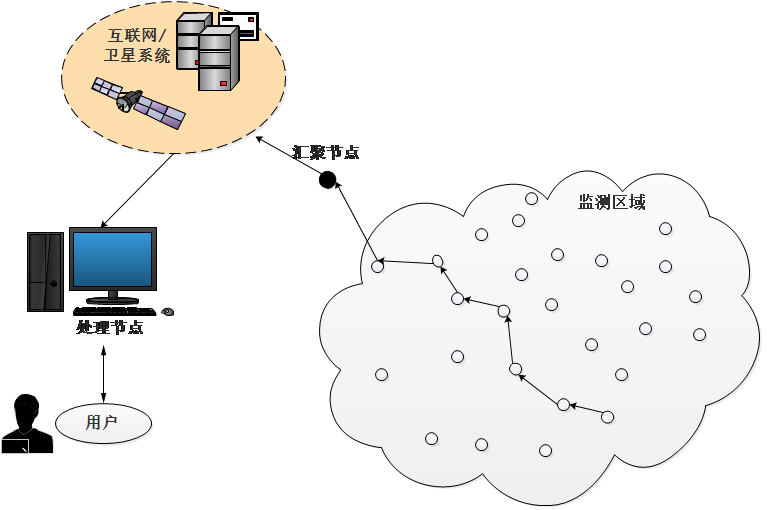 互联网/
卫星系统
汇聚节点
监测区域
处理节点
用户